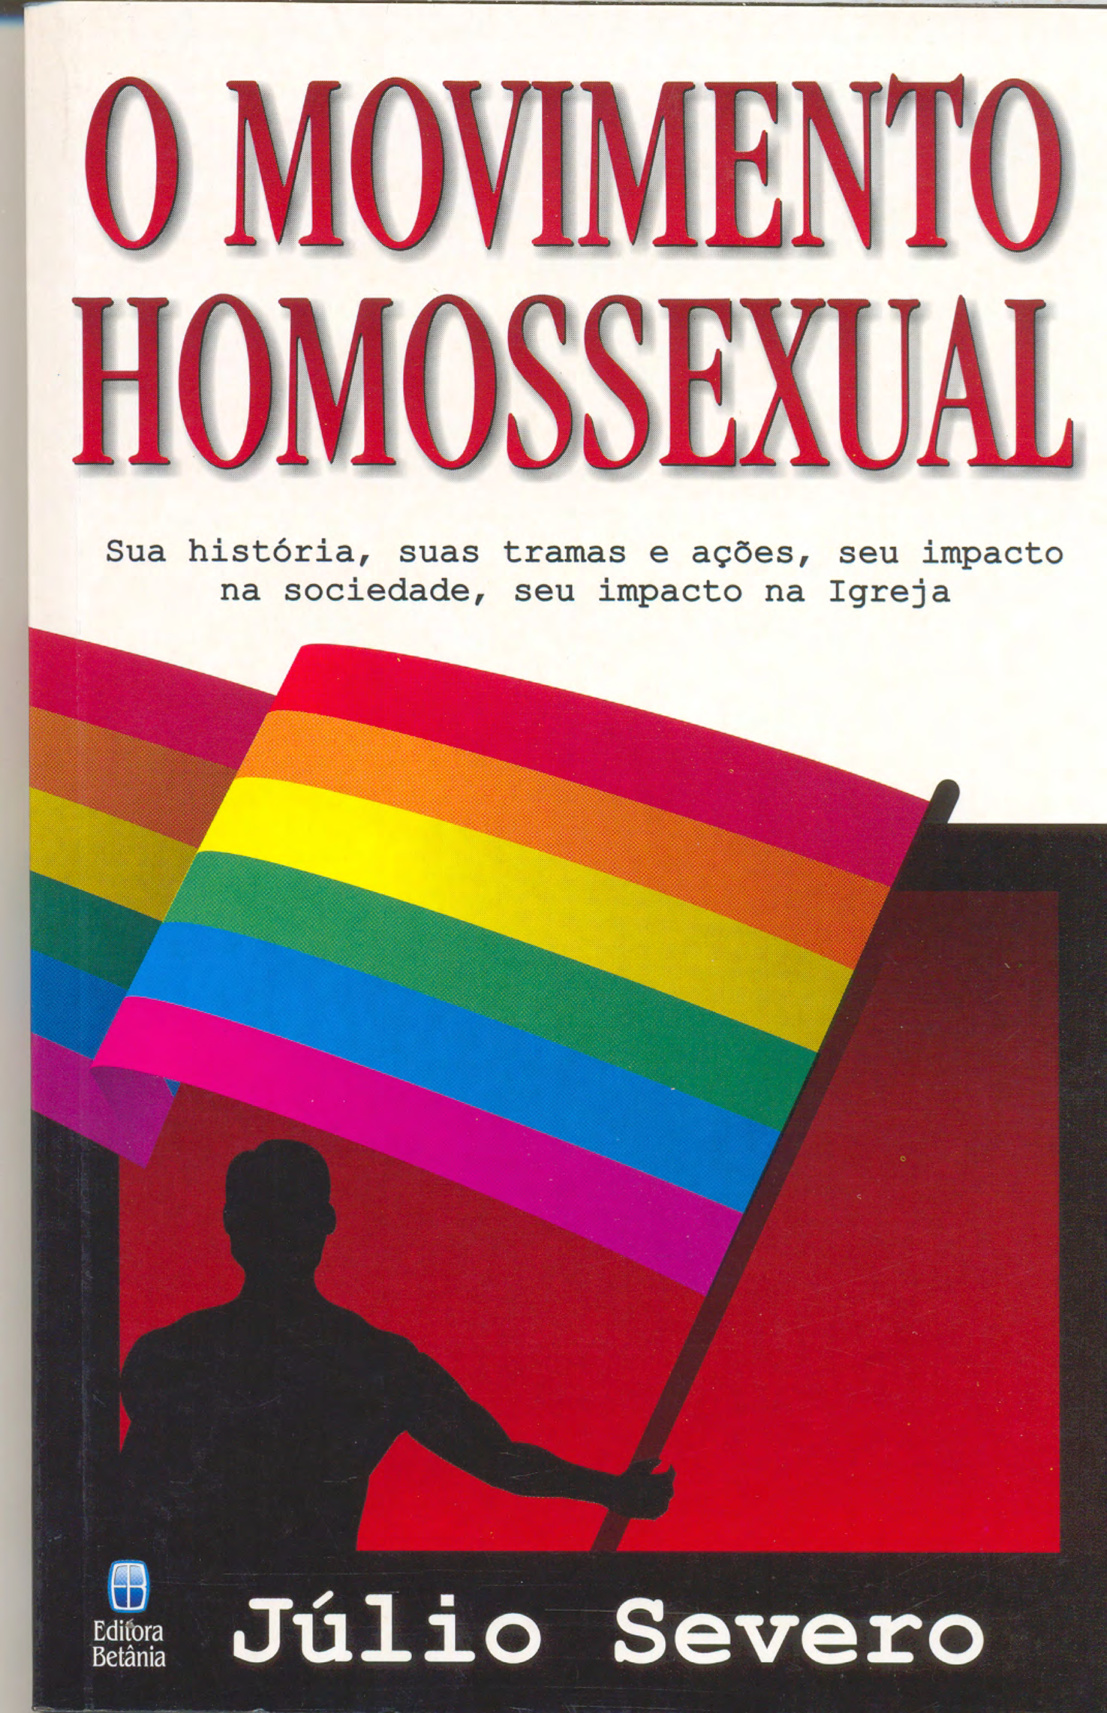 O MOVIMENTO
HOMOSSEXUAL
Sua história, suas tramas e ações, seu impacto
na sociedade, seu impacto na Igreja
Editora
Betânia
Júlio Severo